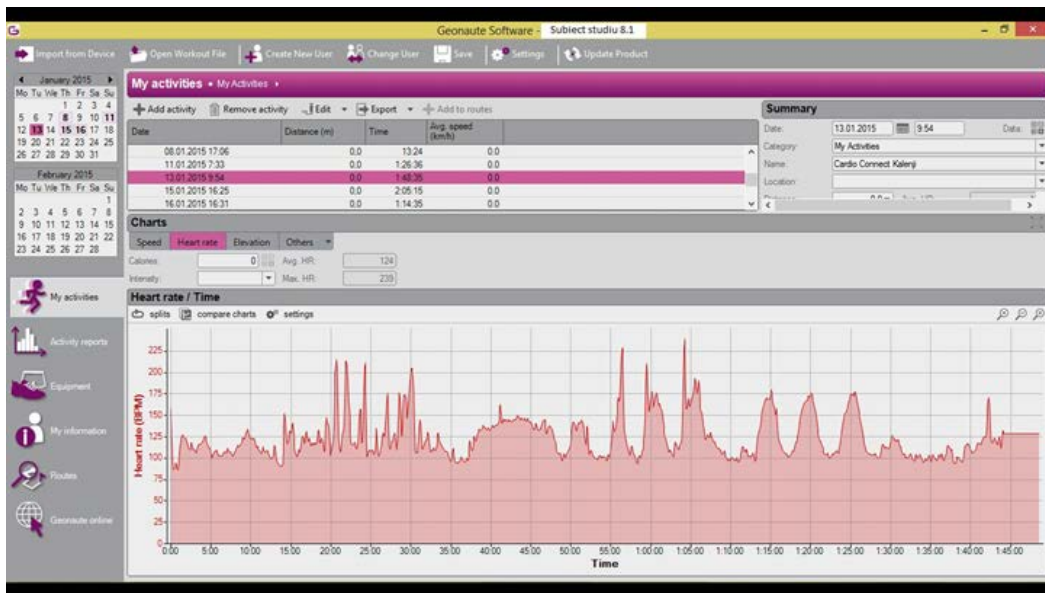 Geonaute Software - Subiect studiu 8.1
Import from Device Open Workout File Create New User Change User Save Settings Update Product
January 2015
Mo Tu We Th Fr Sa Su
1 2 3 4
5 6 7 8 9 10 11
12 13 14 15 16 17 18
19 20 21 22 23 24 25
26 27 28 29 30 31
February 2015
Mo Tu We Th Fr Sa Su
1
2 3 4 5 6 7 8
9 10 11 12 13 14 15
16 17 18 19 20 21 22
23 24 25 26 27 28
My activities
Activity reports
Equipment
My information
Routes
Geonaute online
My activities • My Activities
Add activity Remove activity Edit Export Add to routes
Date Distance (m) Time Avg. speed (km/h)
08.01.2015 17:06 0,0 13:24 0.0
11.01.2015 7:33 0,0 1:26:36 0.0
13.01.2015 9:54 0,0 1:48:35 0.0
15.01.2015 16:25 0,0 2:05:15 0.0
16.01.2015 16:31 0,0 1:14:35 0.0
Summary
Date: 13.01.2015 9:54 Data:
Category: My Activities
Name: Cardio Connect Kalenji
Location:
Charts
Speed Heart rate Elevation Others
Calories: 0 Avg. HR: 124
Intensity: Max. HR: 239
Heart rate / Time
splits compare charts settings
Heart rate (BPM)
225
200
175
150
125
100
75
50
25
0
0:00 5:00 10:00 15:00 20:00 25:00 30:00 35:00 40:00 45:00 50:00 55:00 1:00:00 1:05:00 1:10:00 1:15:00 1:20:00 1:25:00 1:30:00 1:35:00 1:40:00 1:45:00
Time